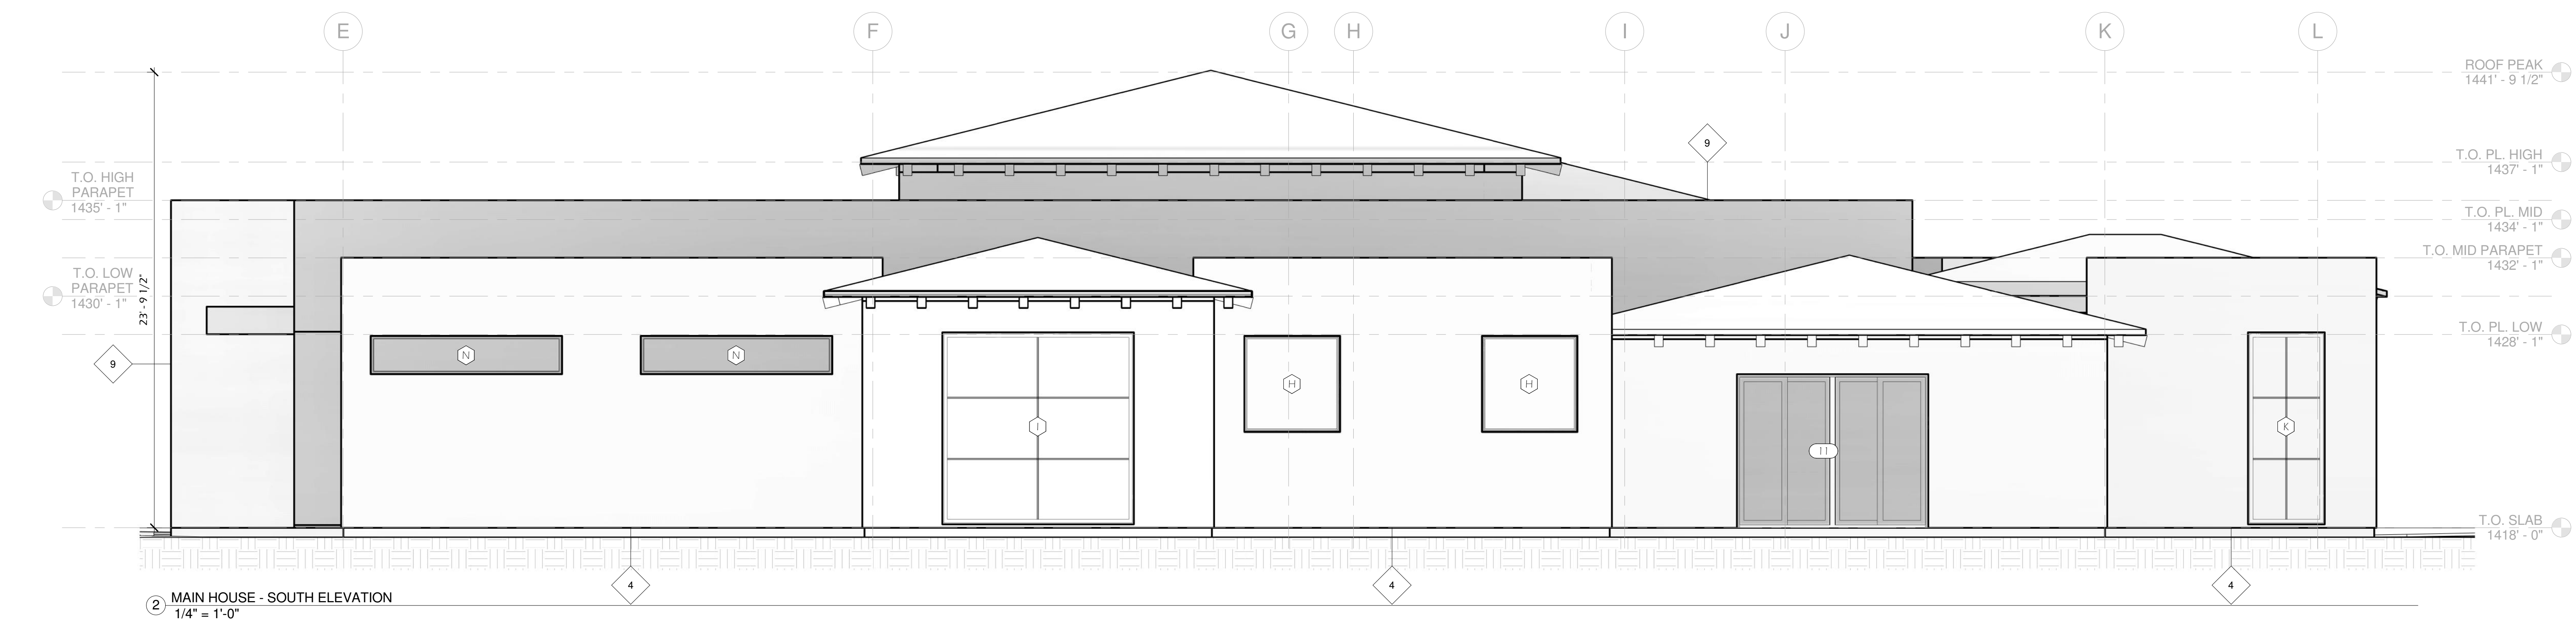 E
F
G
H
I
J
K
L
ROOF PEAK
1441' - 9 1/2"
T.O. PL. HIGH
1437' - 1"
T.O. HIGH
PARAPET
1435' - 1"
T.O. PL. MID
1434' - 1"
T.O. MID PARAPET
1432' - 1"
T.O. LOW
PARAPET
1430' - 1"
23' - 9 1/2"
T.O. PL. LOW
1428' - 1"
9
9
N
N
I
H
H
11
K
T.O. SLAB
1418' - 0"
4
4
4
2
MAIN HOUSE - SOUTH ELEVATION
1/4" = 1'-0"